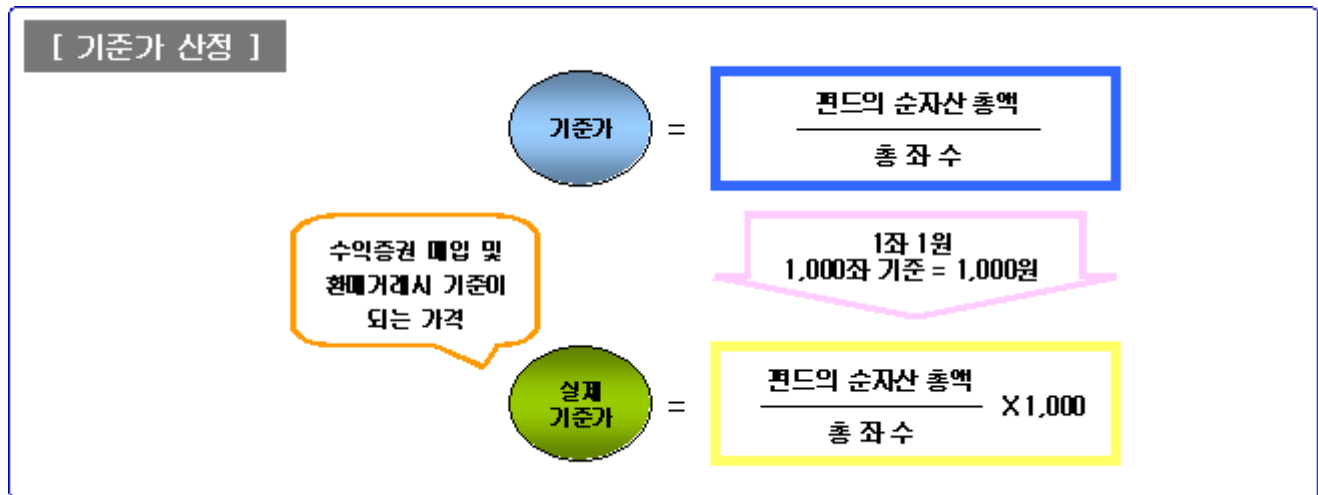 [ 기준가 산정 ]
기준가 =
펀드의 순자산 총액
총 좌 수
수익증권 매입 및
환매거래시 기준이
되는 가격
1좌 1원
1,000좌 기준 = 1,000원
실제
기준가 =
펀드의 순자산 총액
총 좌 수
X 1,000